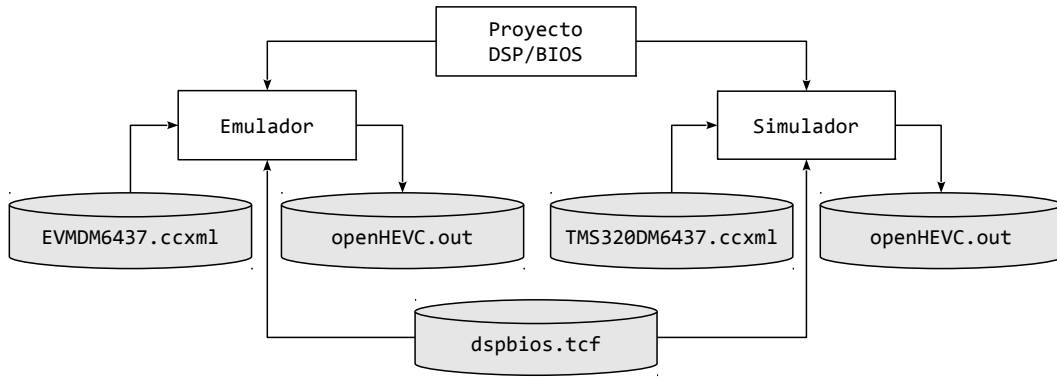 Proyecto
DSP/BIOS
Emulador
Simulador
EVMDM6437.ccxml
openHEVC.out
TMS320DM6437.ccxml
openHEVC.out
dspbios.tcf